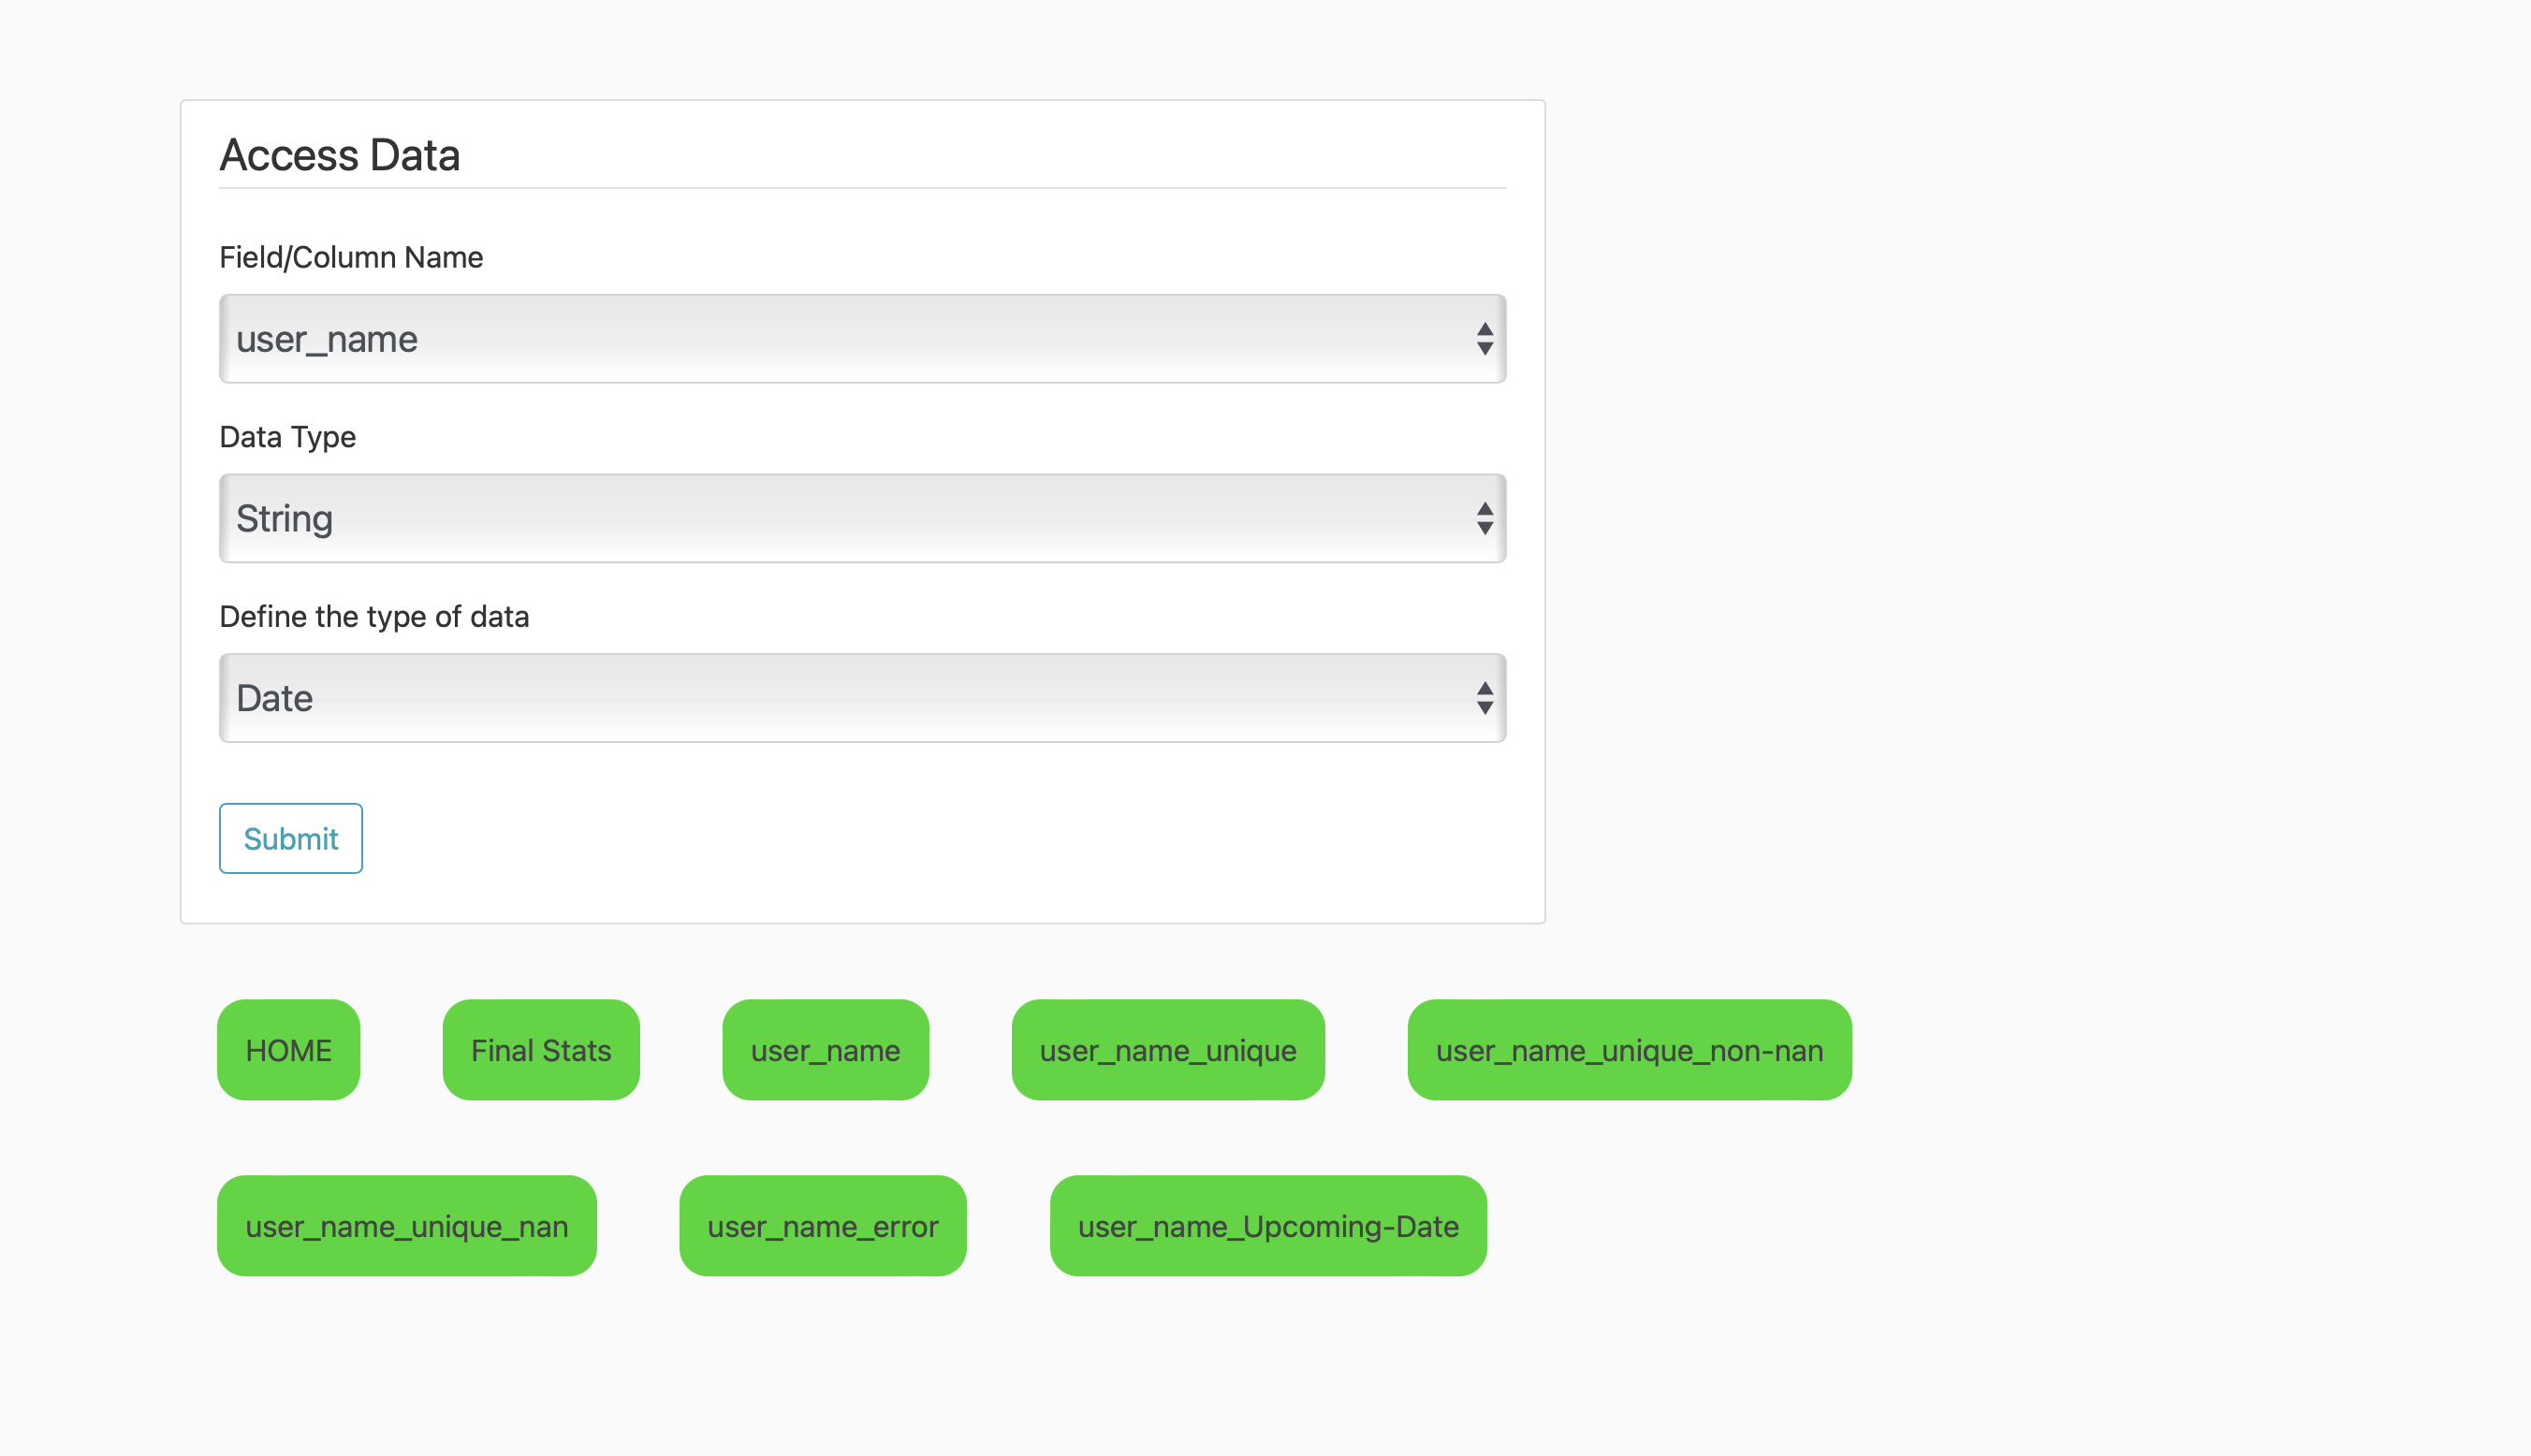 Access Data
Field/Column Name
user_name
Data Type
String
Define the type of data
Date
Submit
HOME Final Stats user_name user_name_unique user_name_unique_non-nan
user_name_unique_nan user_name_error user_name_Upcoming-Date